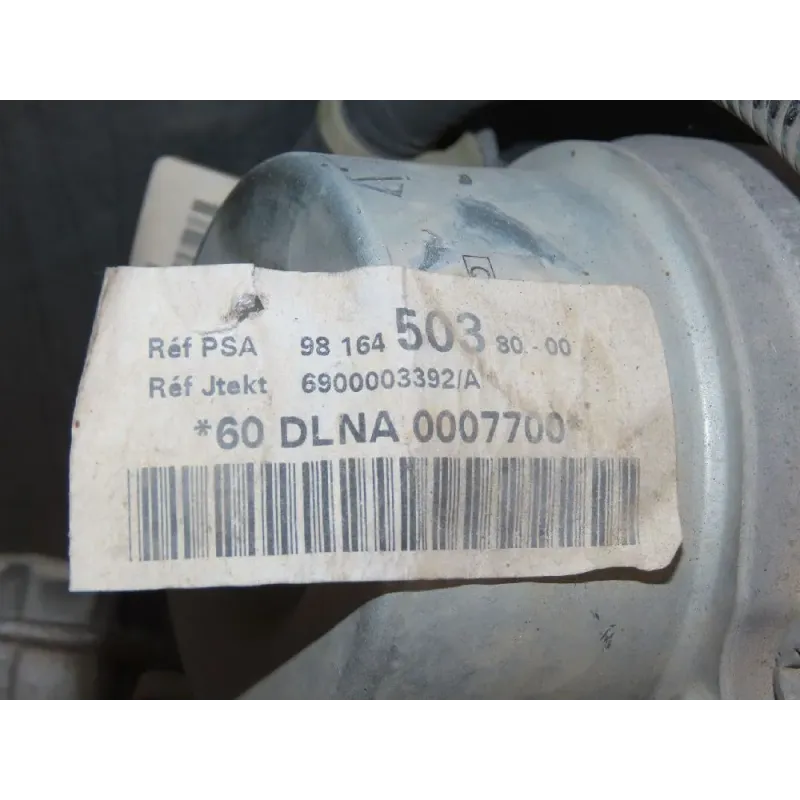 Réf PSA 98 164 503 80.-00
Réf Jtekt 6900003392/A
*60 DLNA 0007700*